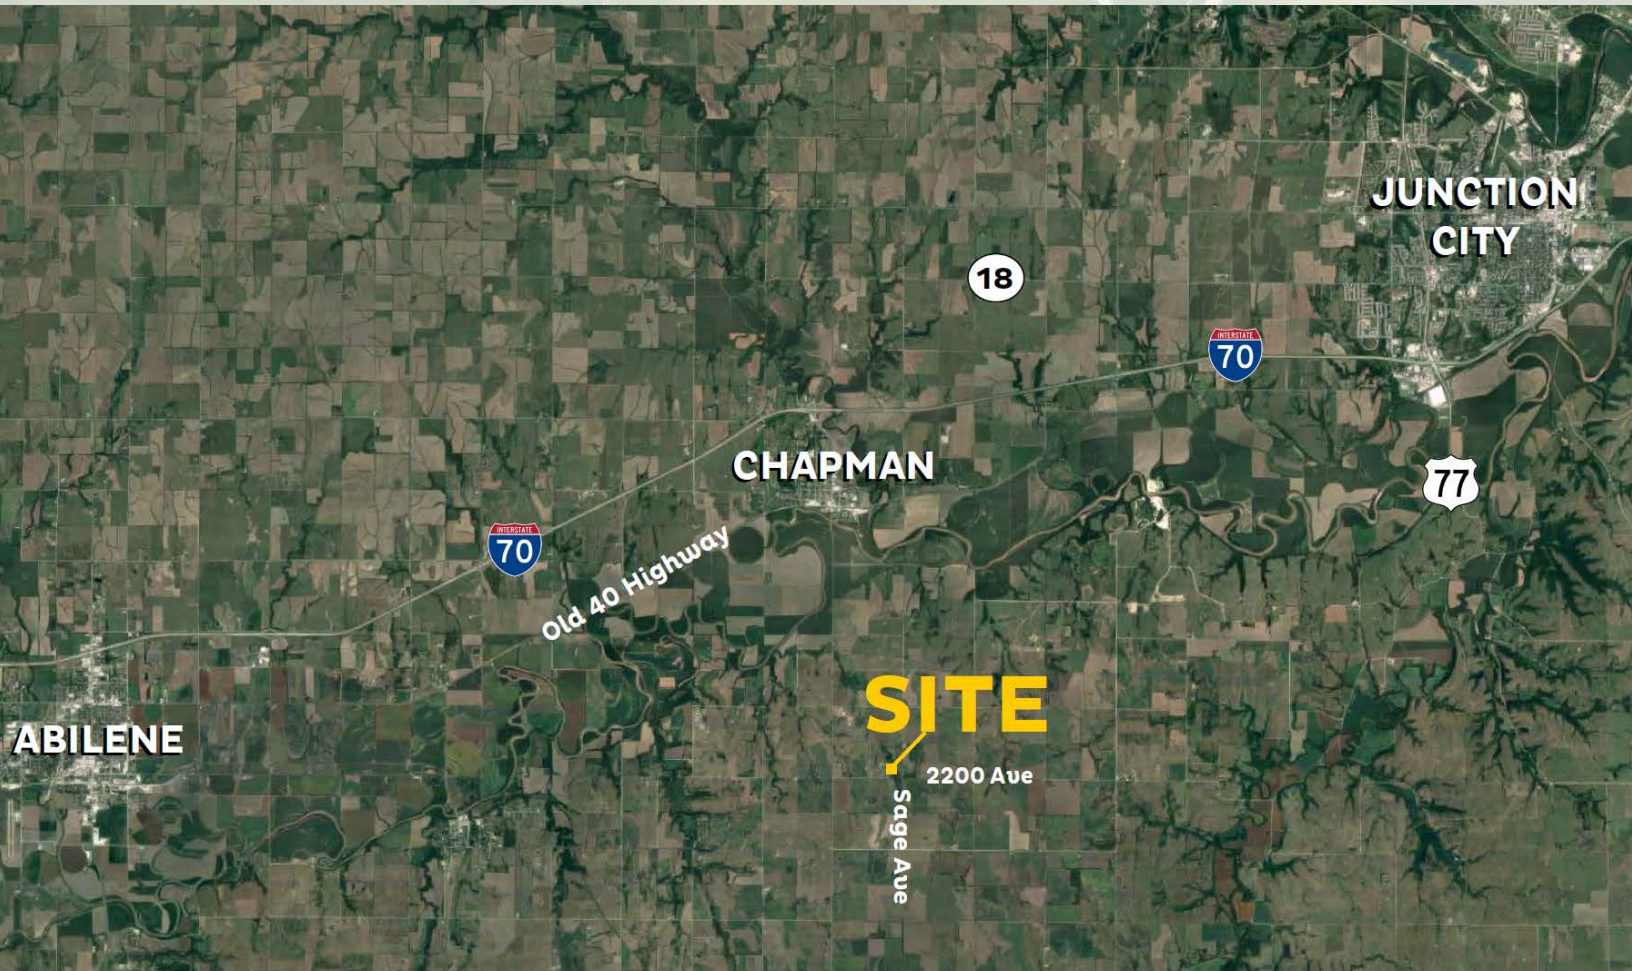 JUNCTION
CITY
18
INTERSTATE
70
CHAPMAN
77
INTERSTATE
70
Old 40 Highway
SITE
ABILENE
2200 Ave
Sage Ave